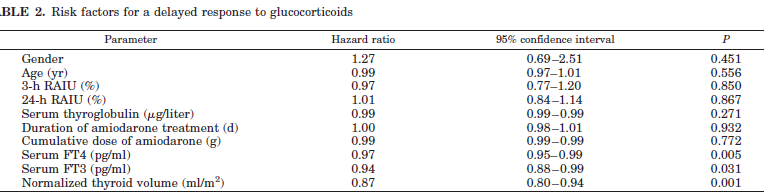 ABLE 2. Risk factors for a delayed response to glucocorticoids
Parameter Hazard ratio 95% confidence interval P
Gender 1.27 0.69–2.51 0.451
Age (yr) 0.99 0.97–1.01 0.556
3-h RAIU (%) 0.97 0.77–1.20 0.850
24-h RAIU (%) 1.01 0.84–1.14 0.867
Serum thyroglobulin (μg/liter) 0.99 0.99–0.99 0.271
Duration of amiodarone treatment (d) 1.00 0.98–1.01 0.932
Cumulative dose of amiodarone (g) 0.99 0.99–0.99 0.772
Serum FT4 (pg/ml) 0.97 0.95–0.99 0.005
Serum FT3 (pg/ml) 0.94 0.88–0.99 0.031
Normalized thyroid volume (ml/m²) 0.87 0.80–0.94 0.001